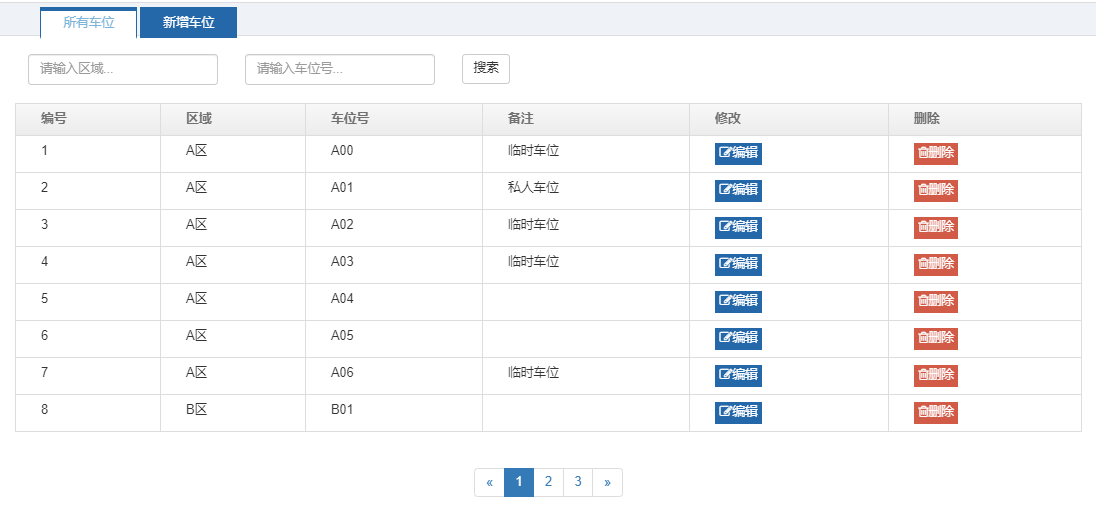 所有车位 新增车位
请输入区域... 请输入车位号... 搜索
编号 区域 车位号 备注 修改 删除
1 A区 A00 临时车位 编辑 删除
2 A区 A01 私人车位 编辑 删除
3 A区 A02 临时车位 编辑 删除
4 A区 A03 临时车位 编辑 删除
5 A区 A04 编辑 删除
6 A区 A05 编辑 删除
7 A区 A06 临时车位 编辑 删除
8 B区 B01 编辑 删除
« 1 2 3 »